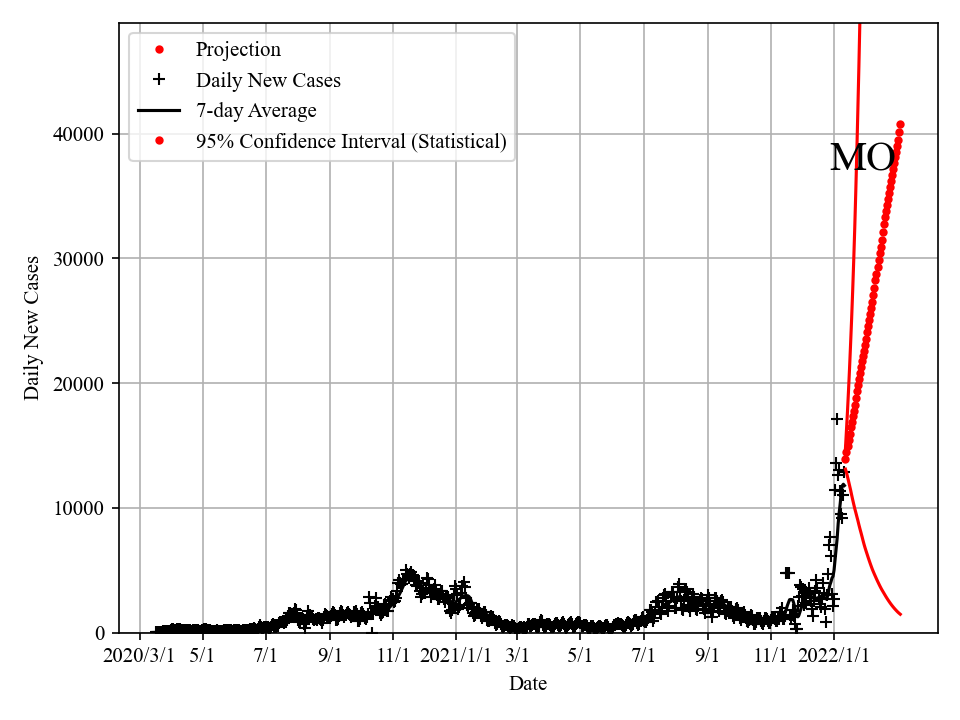 Projection
Daily New Cases
7-day Average
95% Confidence Interval (Statistical)
MO
Daily New Cases
40000
30000
20000
10000
0
2020/3/1 5/1 7/1 9/1 11/1 2021/1/1 3/1 5/1 7/1 9/1 11/1 2022/1/1
Date